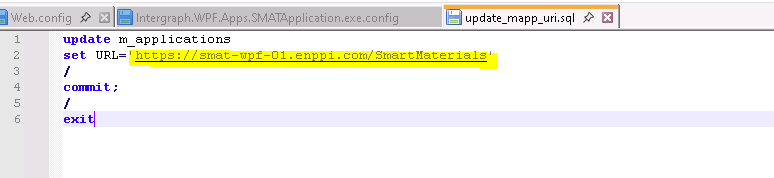 Web.config
Intergraph.WPF.Apps.SMATApplication.exe.config
update_mapp_uri.sql
1 update m_applications
2 set URL='https://smat-wpf-01.enppi.com/SmartMaterials'
3 /
4 commit;
5 /
6 exit